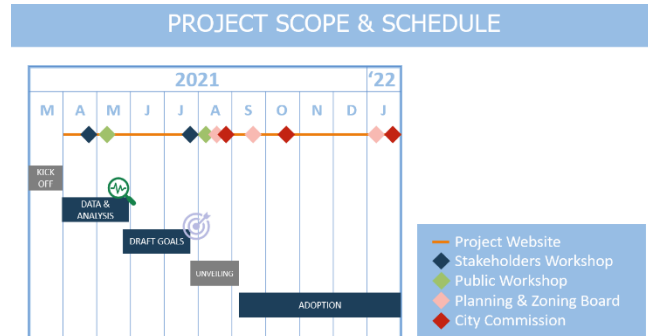 PROJECT SCOPE & SCHEDULE
2021 '22
M A M J J A S O N D J
KICK
OFF
DATA &
ANALYSIS
DRAFT GOALS
UNVEILING
ADOPTION
Project Website
Stakeholders Workshop
Public Workshop
Planning & Zoning Board
City Commission